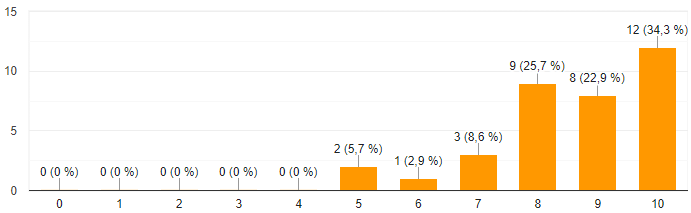 15
10
5
0
0 (0 %)
0 (0 %)
0 (0 %)
0 (0 %)
0 (0 %)
2 (5,7 %)
1 (2,9 %)
3 (8,6 %)
9 (25,7 %)
8 (22,9 %)
12 (34,3 %)
0 1 2 3 4 5 6 7 8 9 10